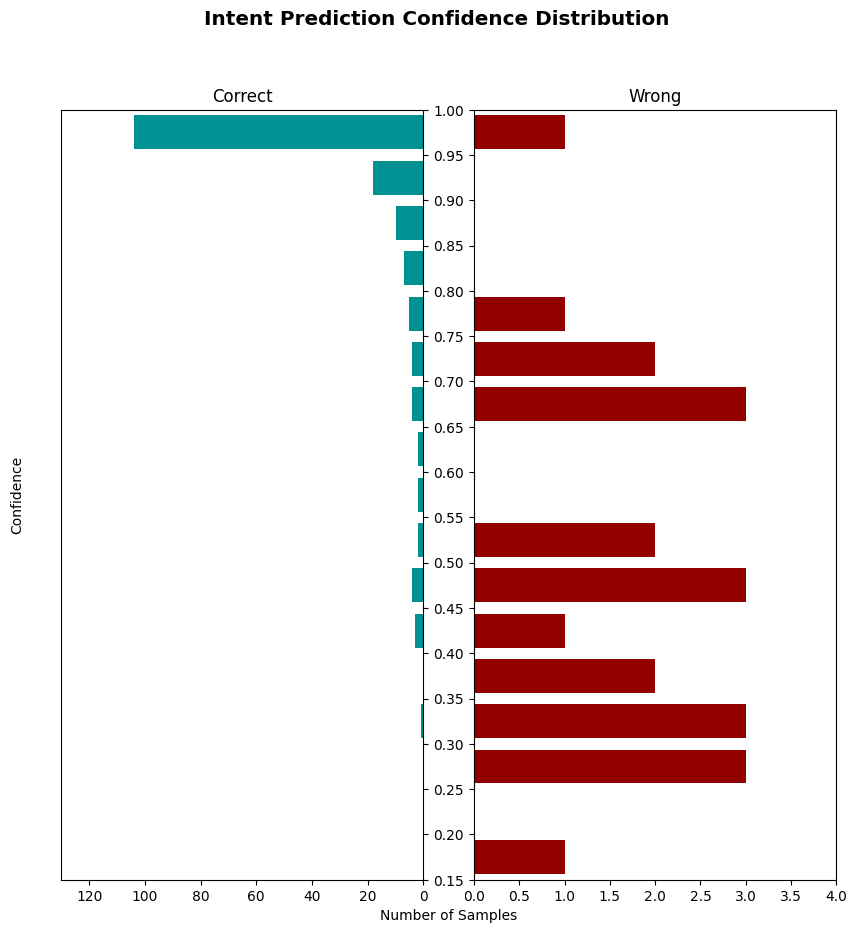 Intent Prediction Confidence Distribution
Correct
Wrong
1.00
0.95
0.90
0.85
0.80
0.75
0.70
0.65
0.60
0.55
0.50
0.45
0.40
0.35
0.30
0.25
0.20
0.15
Confidence
120 100 80 60 40 20 0
0.0 0.5 1.0 1.5 2.0 2.5 3.0 3.5 4.0
Number of Samples